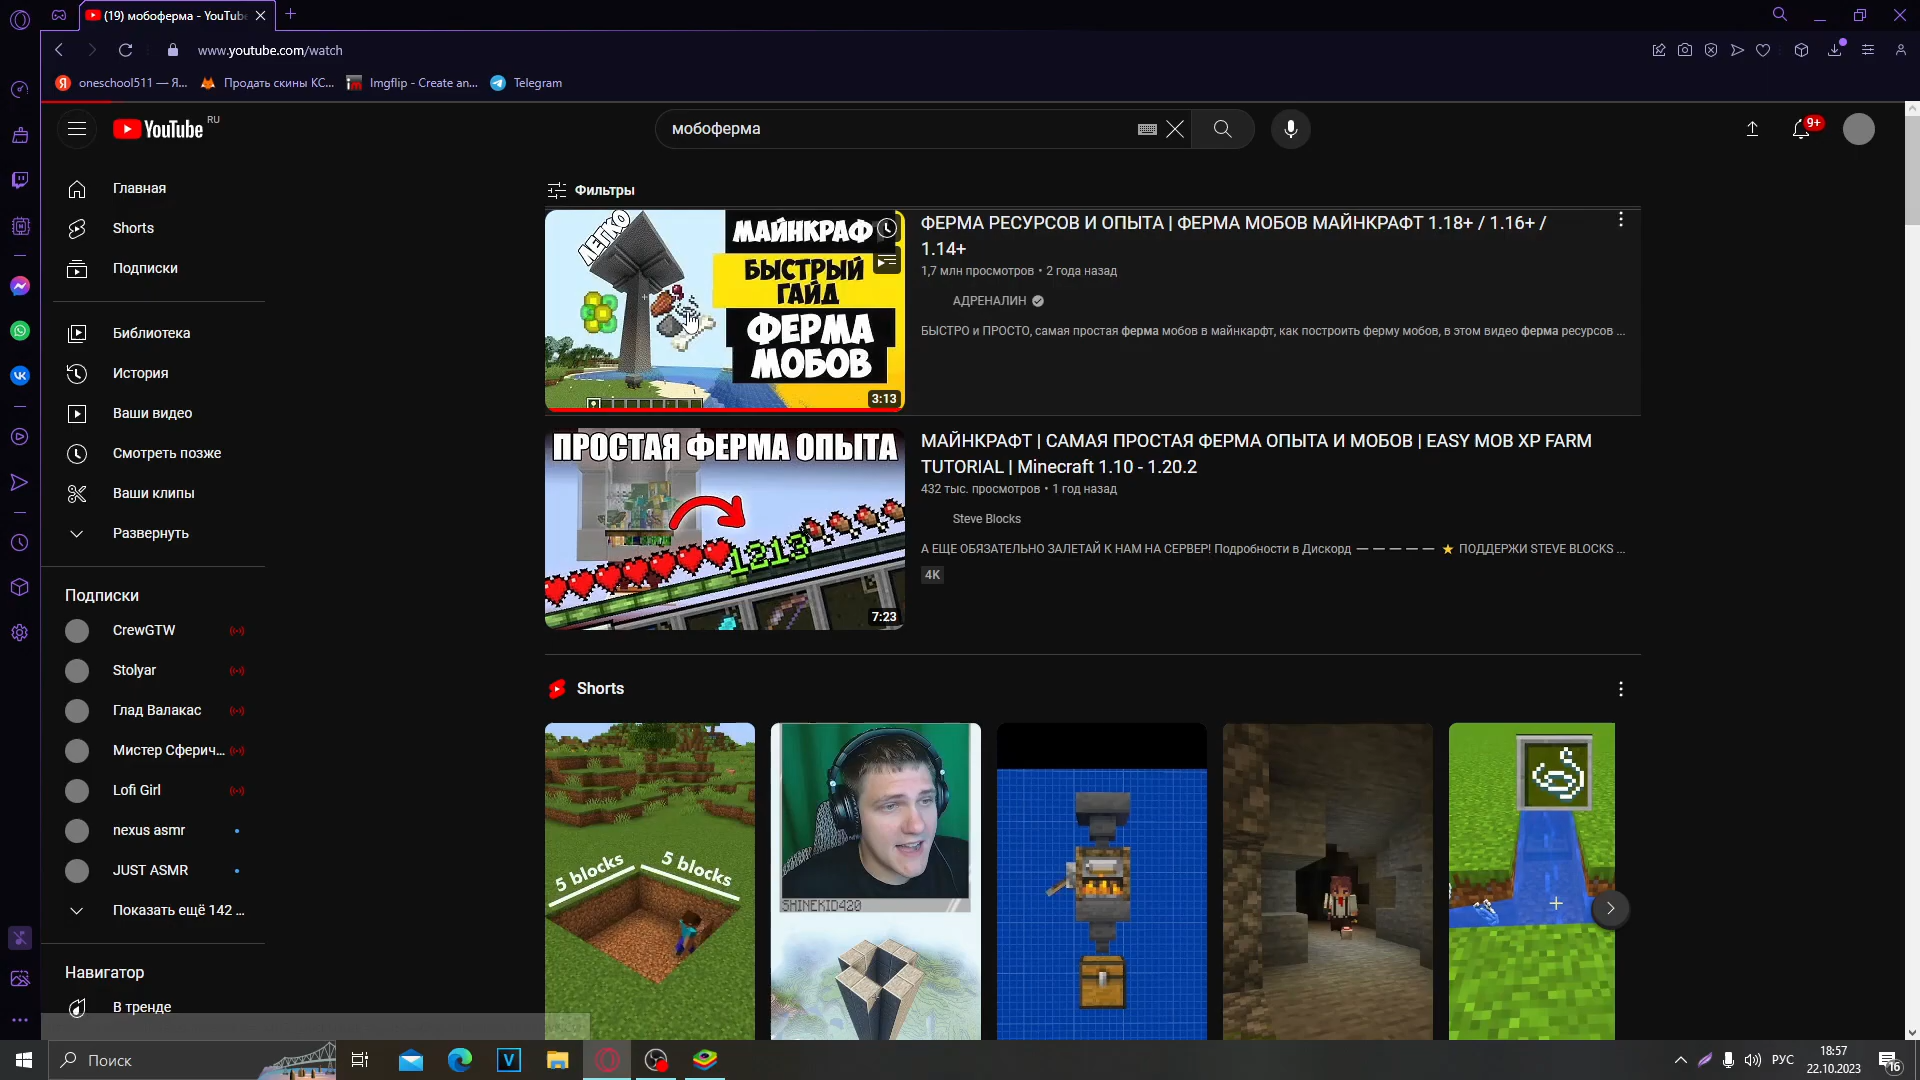 (19) мобоферма - YouTube
www.youtube.com/watch
oneschool511 — Я...
Продать скины КС...
Imgflip - Create an...
Telegram
YouTube RU
мобоферма
9+
Главная
Shorts
Подписки
Библиотека
История
Ваши видео
Смотреть позже
Ваши клипы
Развернуть
Подписки
CrewGTW
Stolyar
Глад Валакас
Мистер Сферич...
Lofi Girl
nexus asmr
JUST ASMR
Показать ещё 142 ...
Навигатор
В тренде
Фильтры
ЛЕГКО
МАЙНКРАФ
БЫСТРЫЙ
ГАЙД
ФЕРМА
МОБОВ
3:13
ФЕРМА РЕСУРСОВ И ОПЫТА | ФЕРМА МОБОВ МАЙНКРАФТ 1.18+ / 1.16+ /
1.14+
1,7 млн просмотров • 2 года назад
АДРЕНАЛИН
БЫСТРО и ПРОСТО, самая простая ферма мобов в майнкарфт, как построить ферму мобов, в этом видео ферма ресурсов ...
ПРОСТАЯ ФЕРМА ОПЫТА
1213
7:23
МАЙНКРАФТ | САМАЯ ПРОСТАЯ ФЕРМА ОПЫТА И МОБОВ | EASY MOB XP FARM
TUTORIAL | Minecraft 1.10 - 1.20.2
432 тыс. просмотров • 1 год назад
Steve Blocks
А ЕЩЕ ОБЯЗАТЕЛЬНО ЗАЛЕТАЙ К НАМ НА СЕРВЕР! Подробности в Дискорд — — — — — ★ ПОДДЕРЖИ STEVE BLOCKS ...
4K
Shorts
5 blocks
5 blocks
SHINEKID420
Поиск
V
РУС
18:57
22.10.2023
16